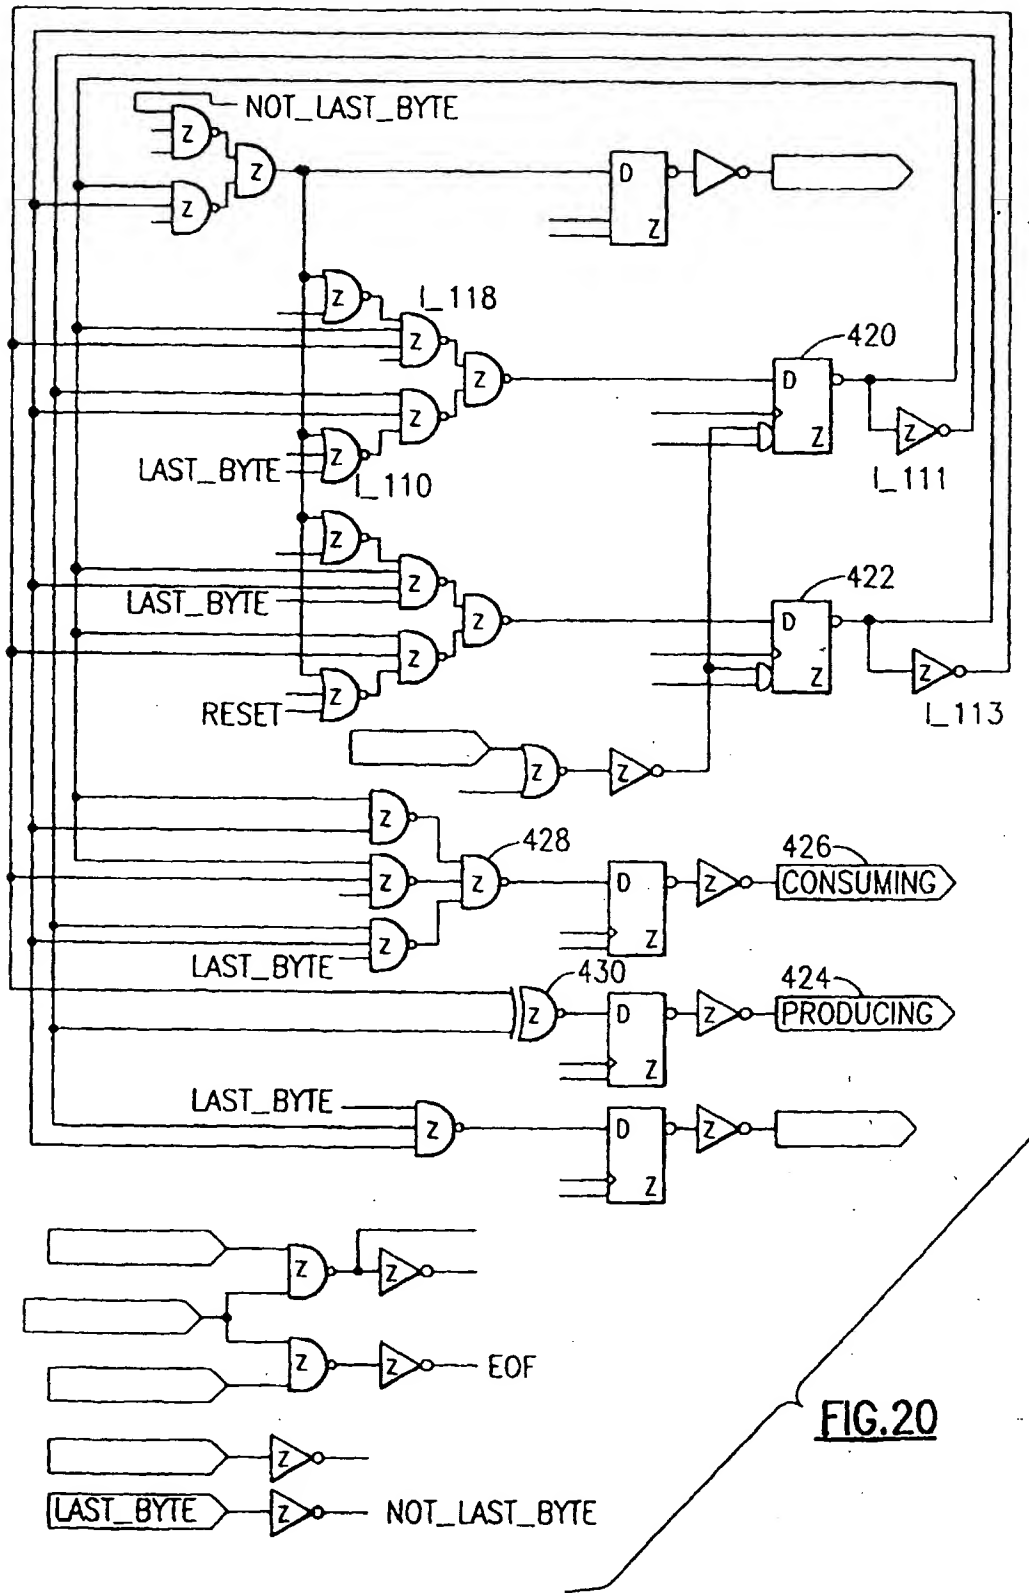 NOT_LAST_BYTE
Z
Z
Z
D
Z
Z
I_118
Z
Z
420
Z
D
Z
Z
Z
LAST_BYTE
Z
I_110
I_111
Z
Z
422
LAST_BYTE
Z
D
Z
Z
Z
Z
RESET
I_113
Z
Z
Z
428
426
Z
Z
D
Z
Z
CONSUMING
Z
LAST_BYTE
430
424
Z
D
Z
Z
PRODUCING
LAST_BYTE
Z
D
Z
Z
Z
Z
Z
Z
EOF
FIG.20
Z
LAST_BYTE
Z
NOT_LAST_BYTE